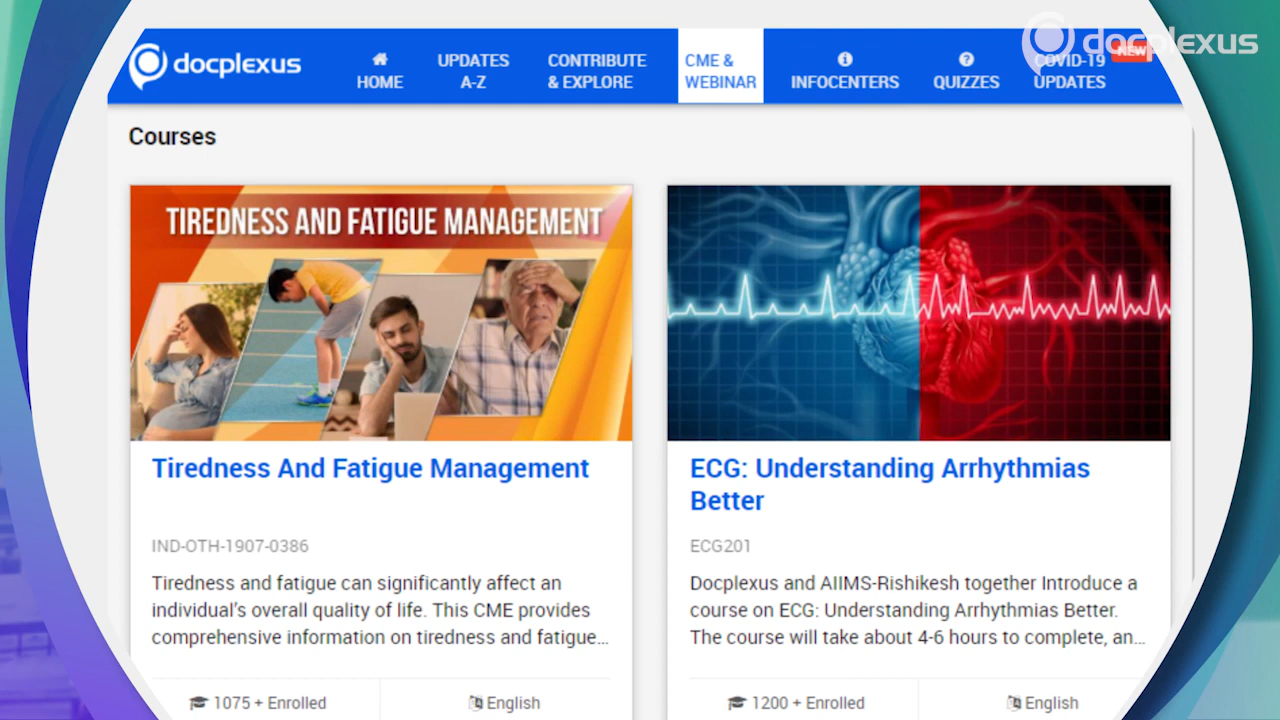 docplexus
HOME
UPDATES
A-Z
CONTRIBUTE
& EXPLORE
CME &
WEBINAR
INFOCENTERS
QUIZZES
COVID-19
UPDATES
NEW
docplexus
Courses
TIREDNESS AND FATIGUE MANAGEMENT
Tiredness And Fatigue Management
IND-OTH-1907-0386
Tiredness and fatigue can significantly affect an
individual's overall quality of life. This CME provides
comprehensive information on tiredness and fatigue...
1075 + Enrolled
English
ECG: Understanding Arrhythmias
Better
ECG201
Docplexus and AIIMS-Rishikesh together Introduce a
course on ECG: Understanding Arrhythmias Better.
The course will take about 4-6 hours to complete, an...
1200 + Enrolled
English